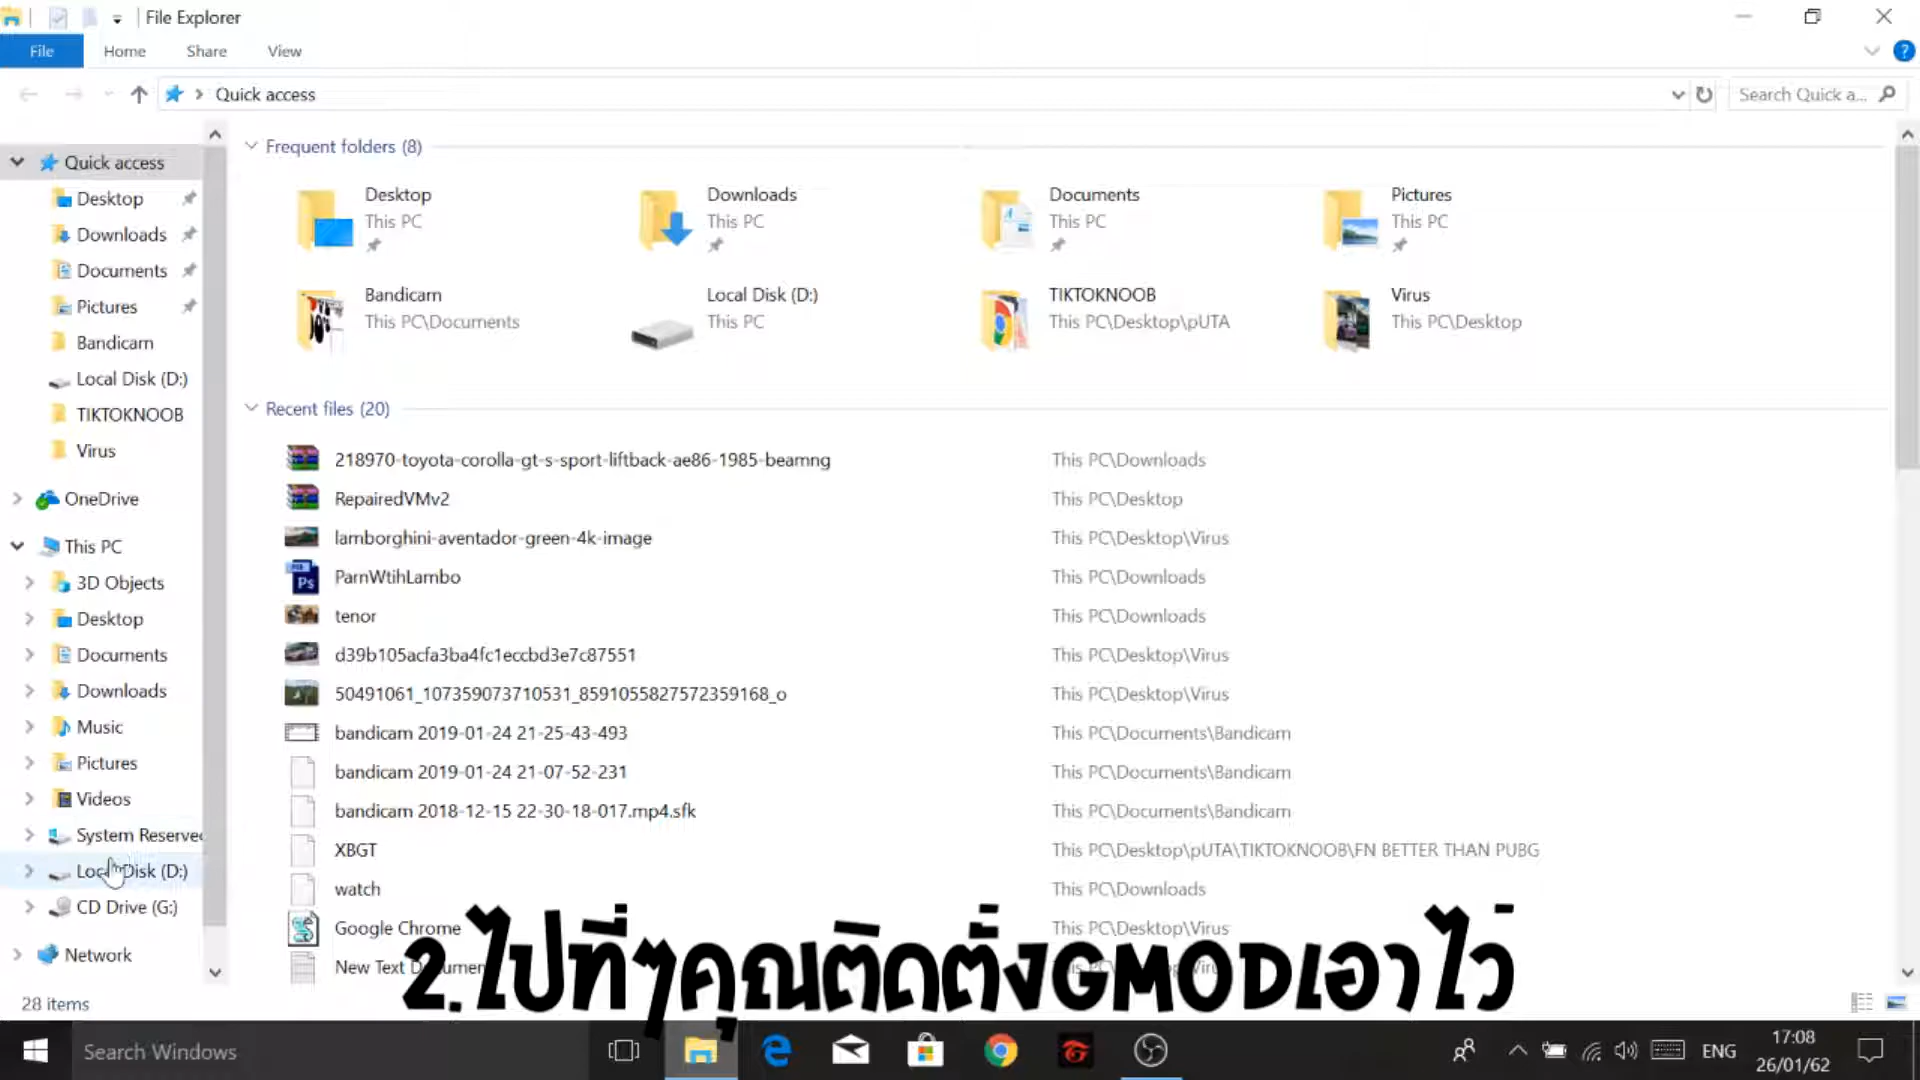 File Explorer
File Home Share View
Quick access Search Quick a...
Quick access
Desktop
Downloads
Documents
Pictures
Bandicam
Local Disk (D:)
TIKTOKNOOB
Virus
OneDrive
This PC
3D Objects
Desktop
Documents
Downloads
Music
Pictures
Videos
System Reserved
Local Disk (D:)
CD Drive (G:)
Network
28 items
Frequent folders (8)
Desktop
This PC
Downloads
This PC
Documents
This PC
Pictures
This PC
Bandicam
This PC\Documents
Local Disk (D:)
This PC
TIKTOKNOOB
This PC\Desktop\pUTA
Virus
This PC\Desktop
Recent files (20)
218970-toyota-corolla-gt-s-sport-liftback-ae86-1985-beamng This PC\Downloads
RepairedVMv2 This PC\Desktop
lamborghini-aventador-green-4k-image This PC\Desktop\Virus
ParnWtihLambo This PC\Downloads
tenor This PC\Downloads
d39b105acfa3ba4fc1eccbd3e7c87551 This PC\Desktop\Virus
50491061_107359073710531_8591055827572359168_o This PC\Desktop\Virus
bandicam 2019-01-24 21-25-43-493 This PC\Documents\Bandicam
bandicam 2019-01-24 21-07-52-231 This PC\Documents\Bandicam
bandicam 2018-12-15 22-30-18-017.mp4.sfk This PC\Documents\Bandicam
XBGT This PC\Desktop\pUTA\TIKTOKNOOB\FN BETTER THAN PUBG
watch This PC\Downloads
Google Chrome This PC\Desktop\Virus
New Text Documen
2.ไปที่ๆคุณติดตั้งGMODเอาไว้
Search Windows
ENG
17:08
26/01/62